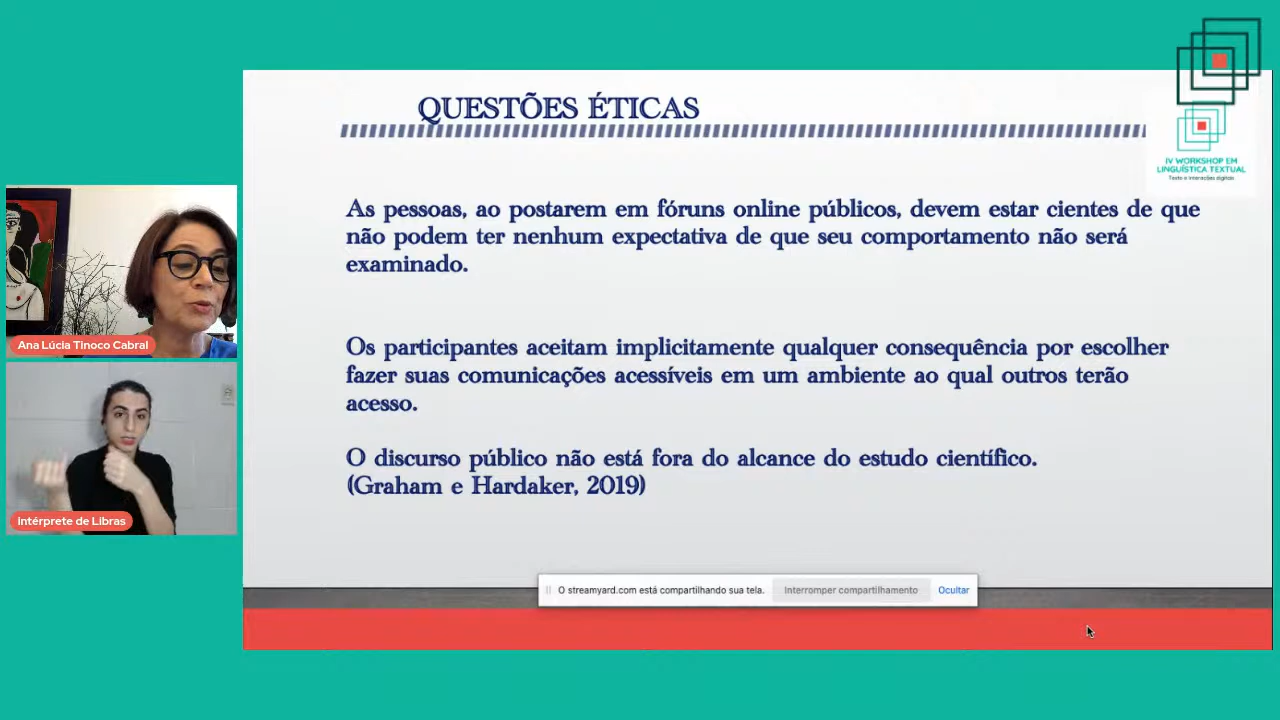 QUESTÕES ÉTICAS
IV WORKSHOP EM
LINGUÍSTICA TEXTUAL
Texto e interações digitais
As pessoas, ao postarem em fóruns online públicos, devem estar cientes de que
não podem ter nenhum expectativa de que seu comportamento não será
examinado.
Os participantes aceitam implicitamente qualquer consequência por escolher
fazer suas comunicações acessíveis em um ambiente ao qual outros terão
acesso.
O discurso público não está fora do alcance do estudo científico.
(Graham e Hardaker, 2019)
Ana Lúcia Tinoco Cabral
Intérprete de Libras
O streamyard.com está compartilhando sua tela. Interromper compartilhamento Ocultar